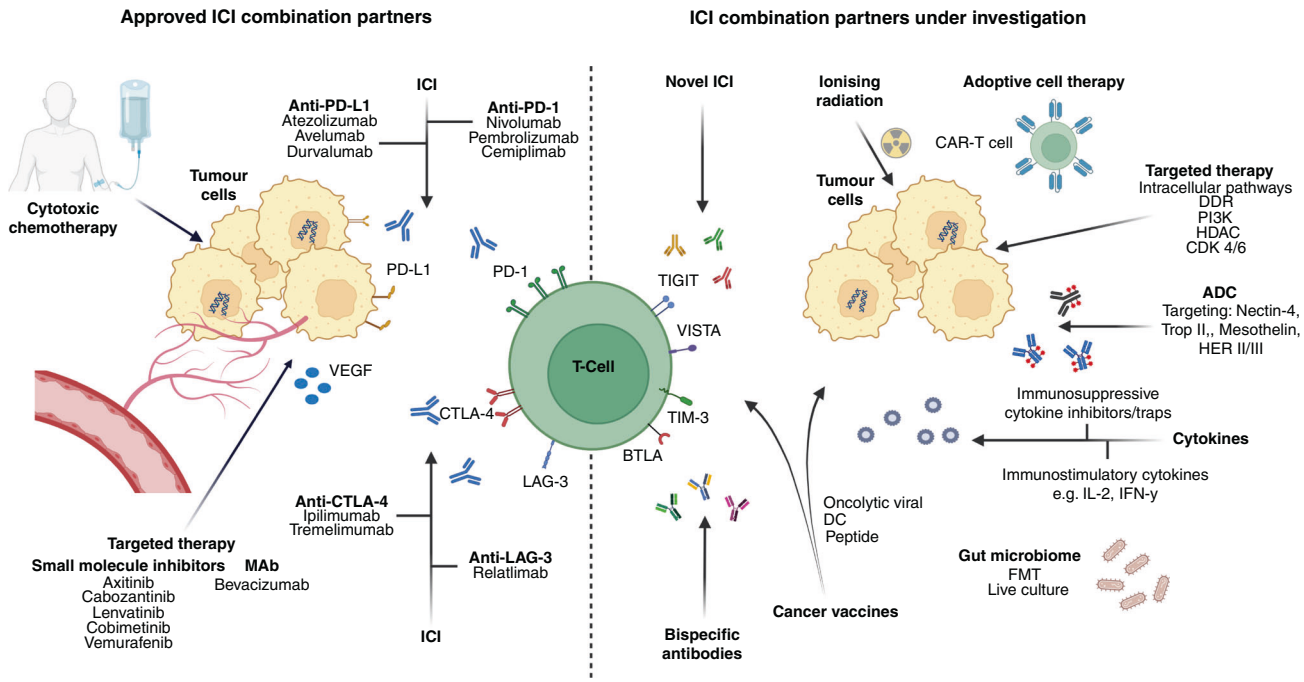 Approved ICI combination partners
ICI
Anti-PD-L1
Atezolizumab
Avelumab
Durvalumab
Anti-PD-1
Nivolumab
Pembrolizumab
Cemiplimab
Tumour
cells
Cytotoxic
chemotherapy
PD-L1
PD-1
VEGF
T-Cell
CTLA-4
LAG-3
Anti-CTLA-4
Ipilimumab
Tremelimumab
Anti-LAG-3
Relatlimab
ICI
Targeted therapy
Small molecule inhibitors
Axitinib
Cabozantinib
Lenvatinib
Cobimetinib
Vemurafenib
MAb
Bevacizumab
ICI combination partners under investigation
Novel ICI
Ionising
radiation
Adoptive cell therapy
CAR-T cell
Tumour
cells
Targeted therapy
Intracellular pathways
DDR
PI3K
HDAC
CDK 4/6
TIGIT
VISTA
TIM-3
BTLA
ADC
Targeting: Nectin-4,
Trop II,, Mesothelin,
HER II/III
Immunosuppressive
cytokine inhibitors/traps
Cytokines
Immunostimulatory cytokines
e.g. IL-2, IFN-y
Oncolytic viral
DC
Peptide
Cancer vaccines
Bispecific
antibodies
Gut microbiome
FMT
Live culture